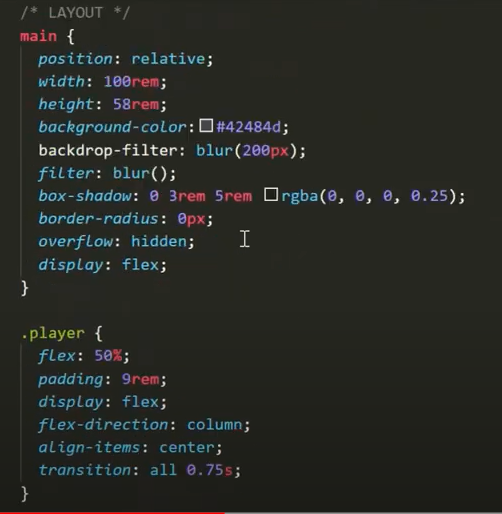 /* LAYOUT */
main {
position: relative;
width: 100rem;
height: 58rem;
background-color: #42484d;
backdrop-filter: blur(200px);
filter: blur();
box-shadow: 0 3rem 5rem rgba(0, 0, 0, 0.25);
border-radius: 0px;
overflow: hidden;
display: flex;
}
.player {
flex: 50%;
padding: 9rem;
display: flex;
flex-direction: column;
align-items: center;
transition: all 0.75s;
}